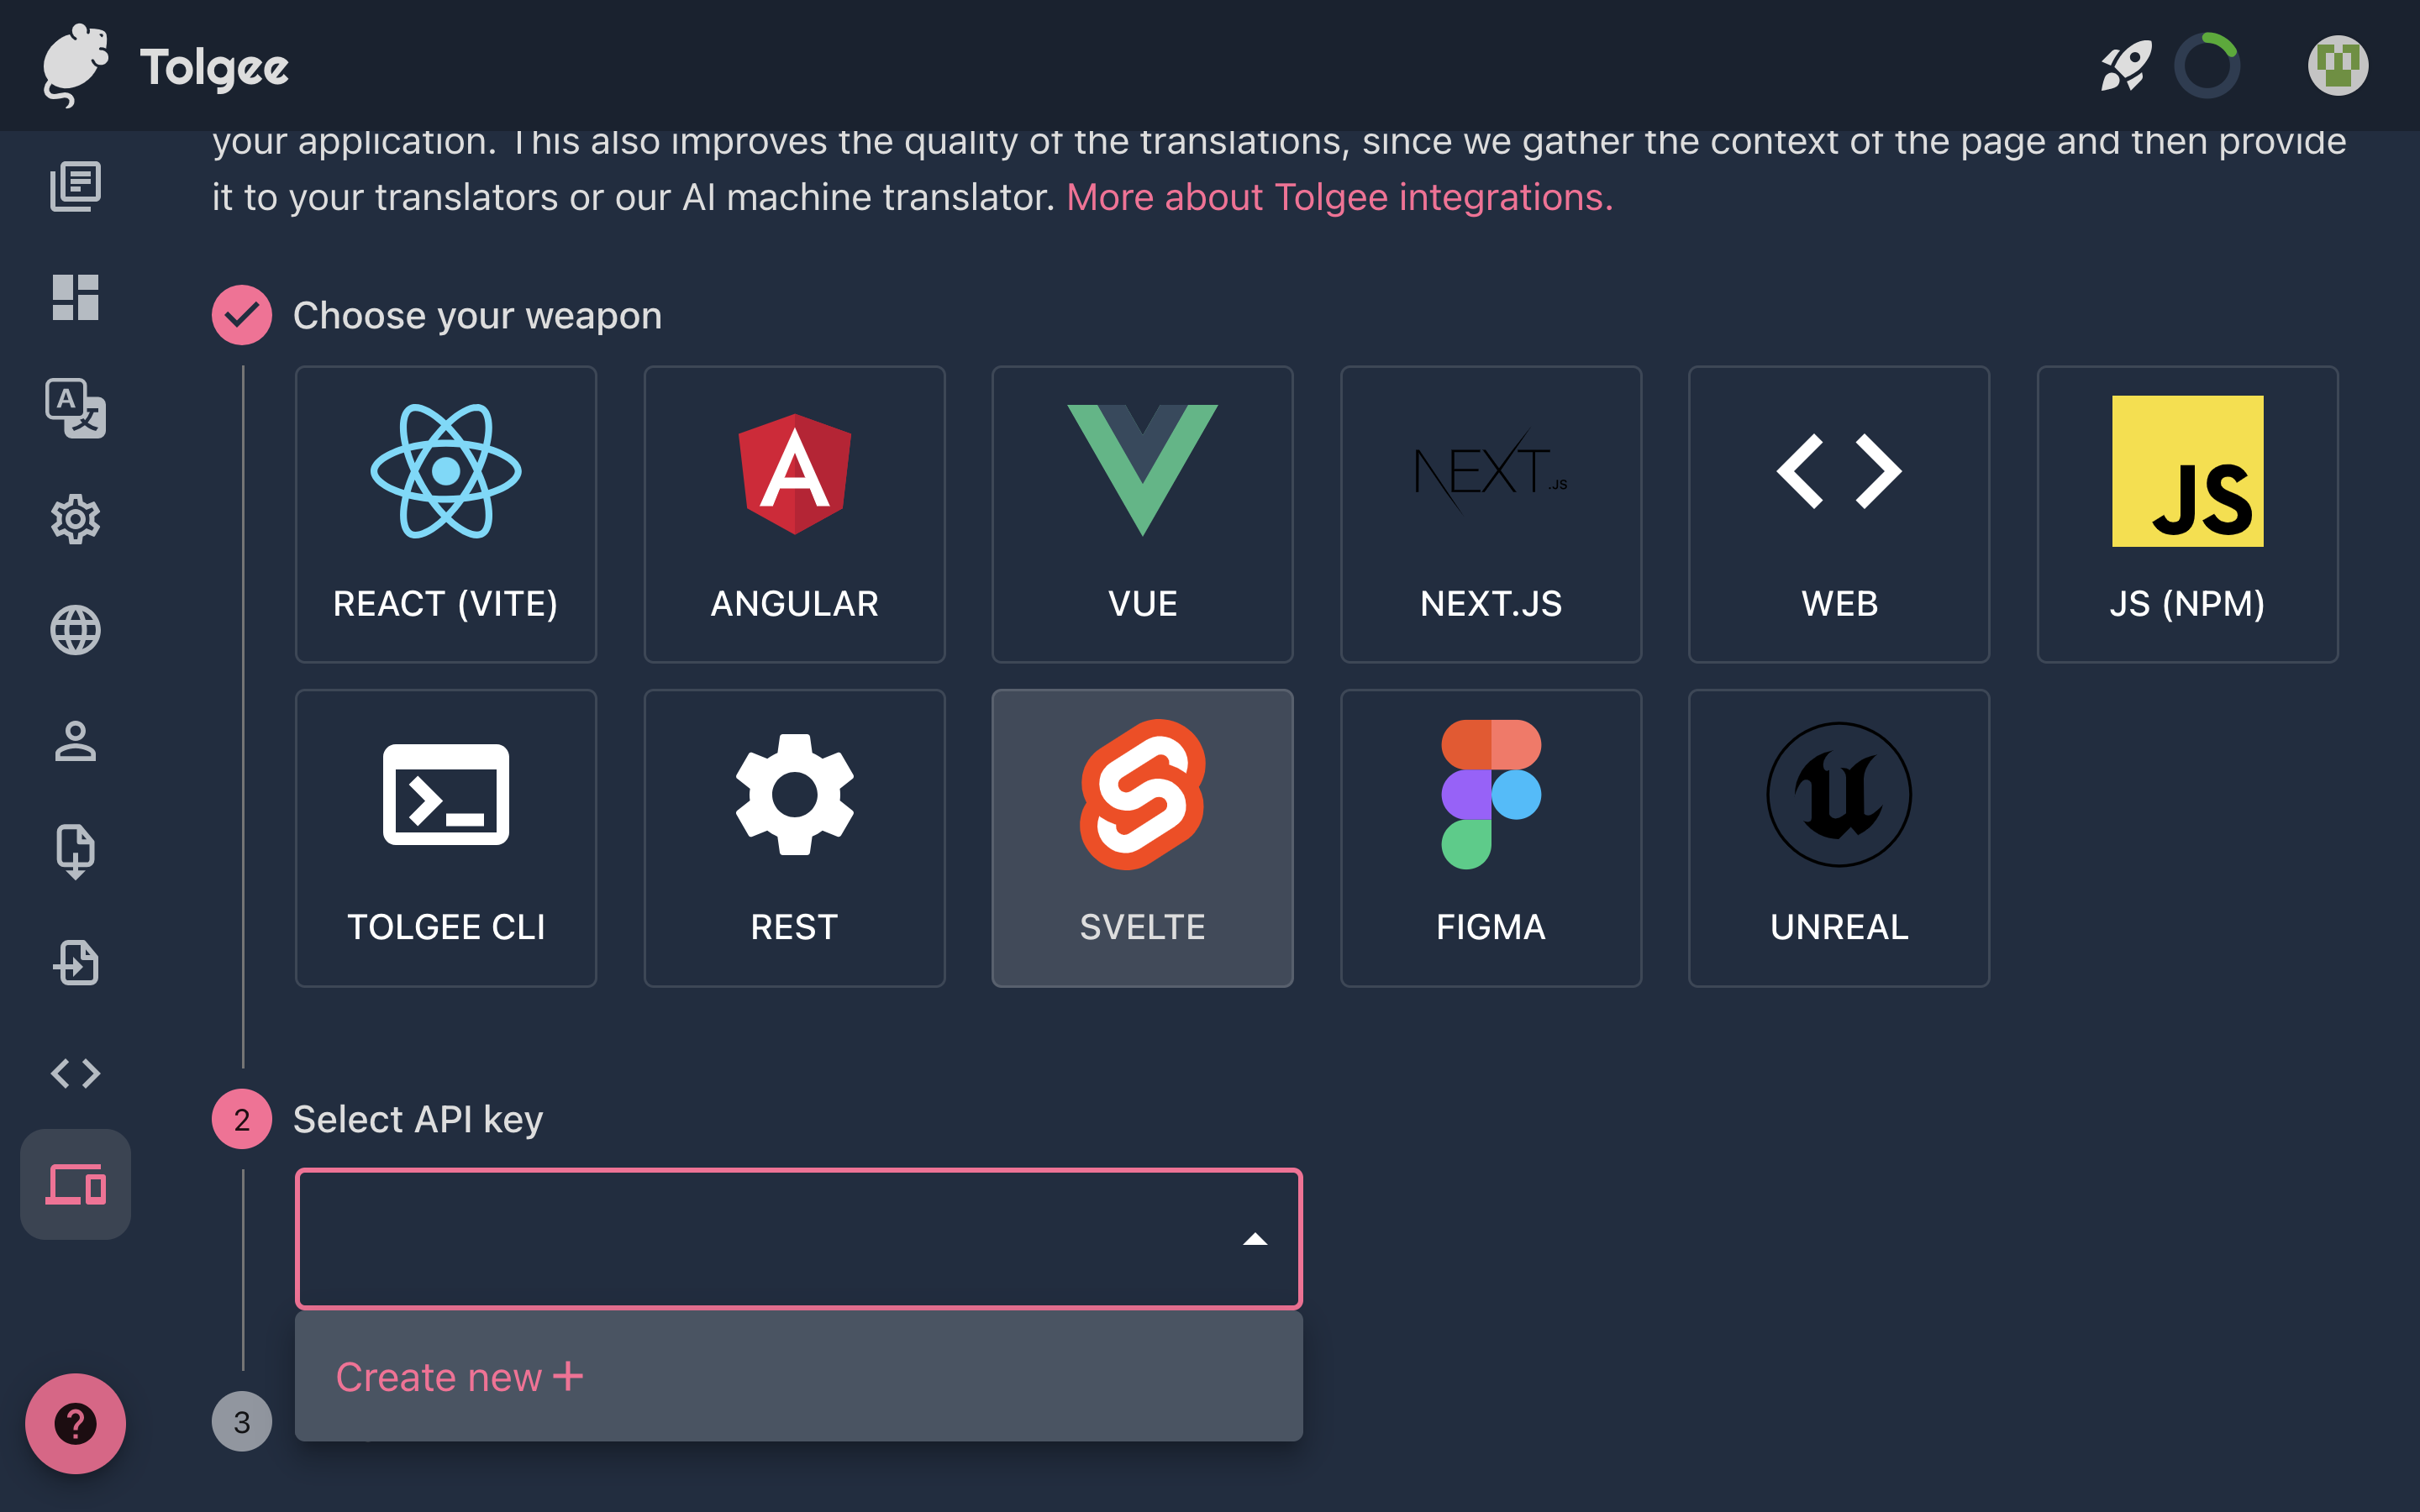 Tolgee
your application. This also improves the quality of the translations, since we gather the context of the page and then provide
it to your translators or our AI machine translator. More about Tolgee integrations.
Choose your weapon
REACT (VITE)
ANGULAR
NEXT.JS
VUE
NEXT.JS
WEB
JS
JS (NPM)
TOLGEE CLI
REST
SVELTE
FIGMA
UNREAL
2
Select API key
Create new +
3